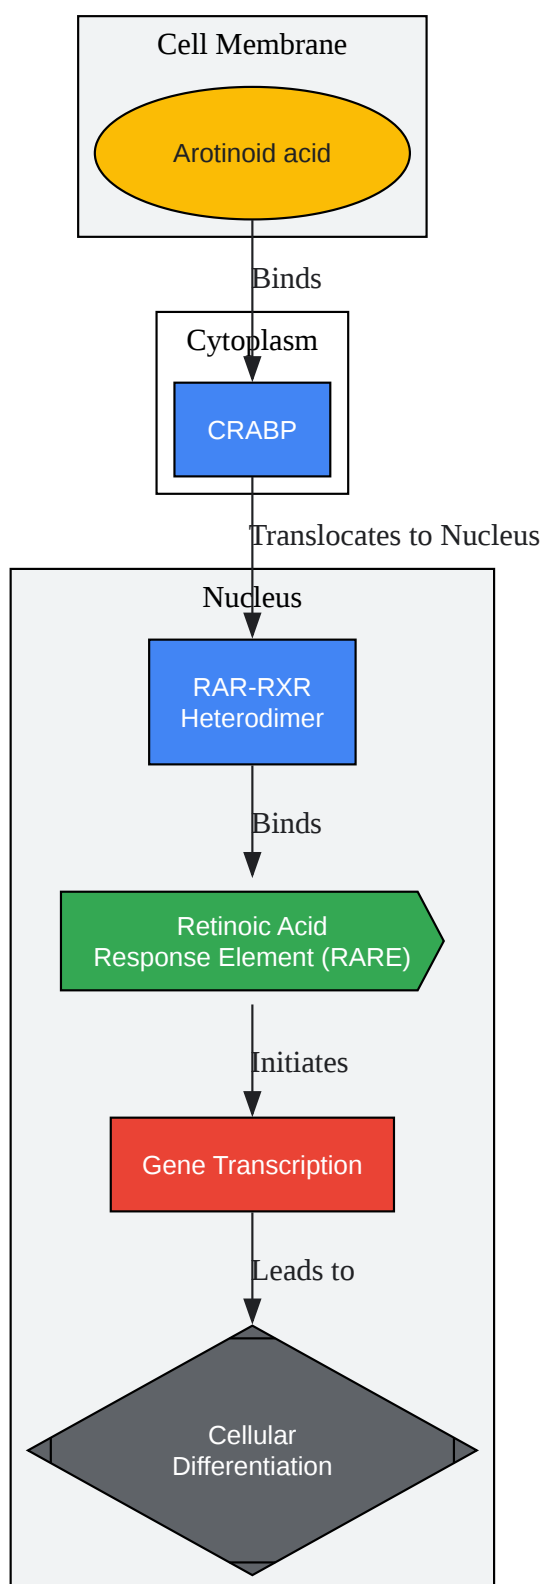 Cell Membrane
Arotinoid acid
Binds
Cytoplasm
CRABP
Translocates to Nucleus
Nucleus
RAR-RXR
Heterodimer
Binds
Retinoic Acid
Response Element (RARE)
Initiates
Gene Transcription
Leads to
Cellular
Differentiation